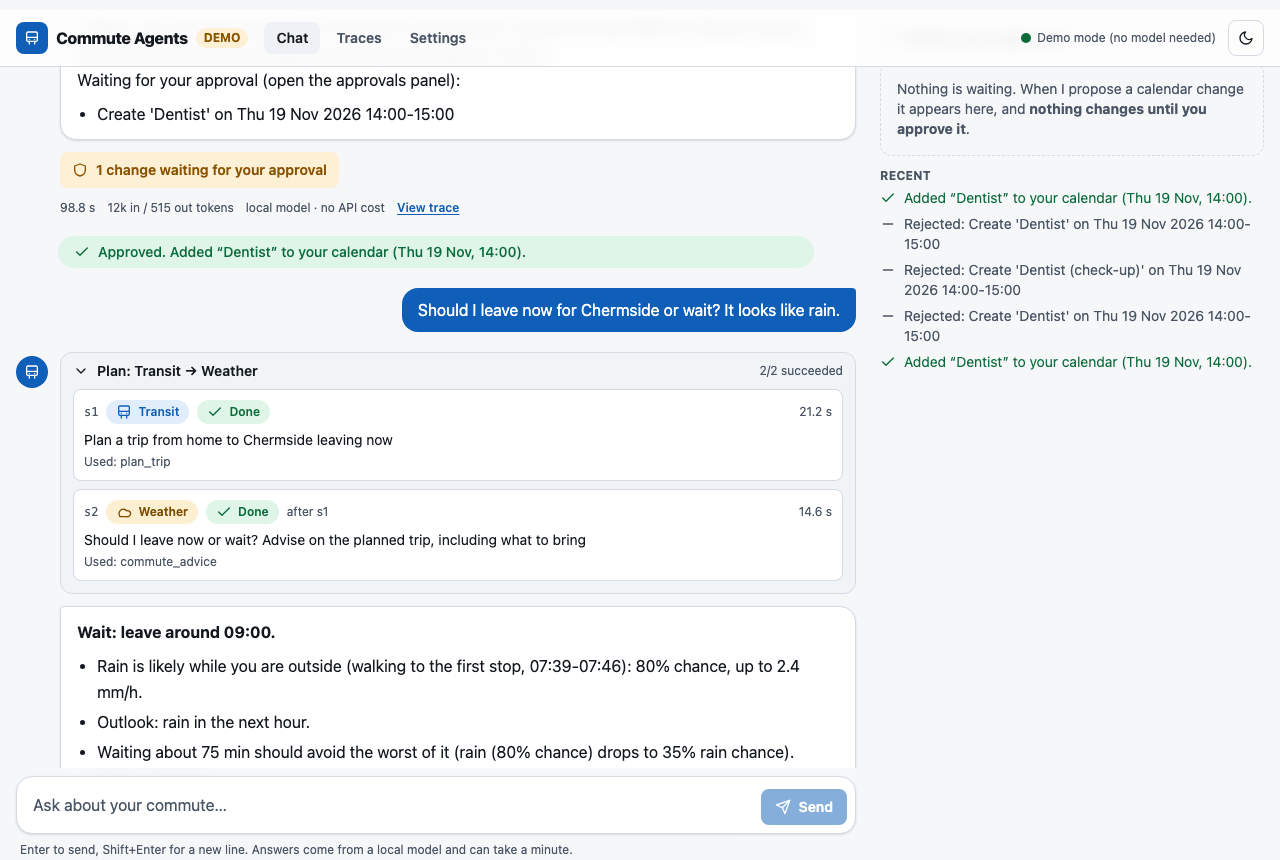 Commute Agents DEMO Chat Traces Settings Demo mode (no model needed)
Waiting for your approval (open the approvals panel):
• Create 'Dentist' on Thu 19 Nov 2026 14:00-15:00
1 change waiting for your approval
98.8 s 12k in / 515 out tokens local model · no API cost View trace
Approved. Added “Dentist” to your calendar (Thu 19 Nov, 14:00).
Should I leave now for Chermside or wait? It looks like rain.
Plan: Transit → Weather 2/2 succeeded
s1 Transit Done 21.2 s
Plan a trip from home to Chermside leaving now
Used: plan_trip
s2 Weather Done after s1 14.6 s
Should I leave now or wait? Advise on the planned trip, including what to bring
Used: commute_advice
Wait: leave around 09:00.
• Rain is likely while you are outside (walking to the first stop, 07:39-07:46): 80% chance, up to 2.4
mm/h.
• Outlook: rain in the next hour.
• Waiting about 75 min should avoid the worst of it (rain (80% chance) drops to 35% rain chance).
Ask about your commute...
Send
Enter to send, Shift+Enter for a new line. Answers come from a local model and can take a minute.
Nothing is waiting. When I propose a calendar change
it appears here, and nothing changes until you
approve it.
RECENT
Added “Dentist” to your calendar (Thu 19 Nov, 14:00).
Rejected: Create 'Dentist' on Thu 19 Nov 2026 14:00-
15:00
Rejected: Create 'Dentist (check-up)' on Thu 19 Nov
2026 14:00-15:00
Rejected: Create 'Dentist' on Thu 19 Nov 2026 14:00-
15:00
Added “Dentist” to your calendar (Thu 19 Nov, 14:00).